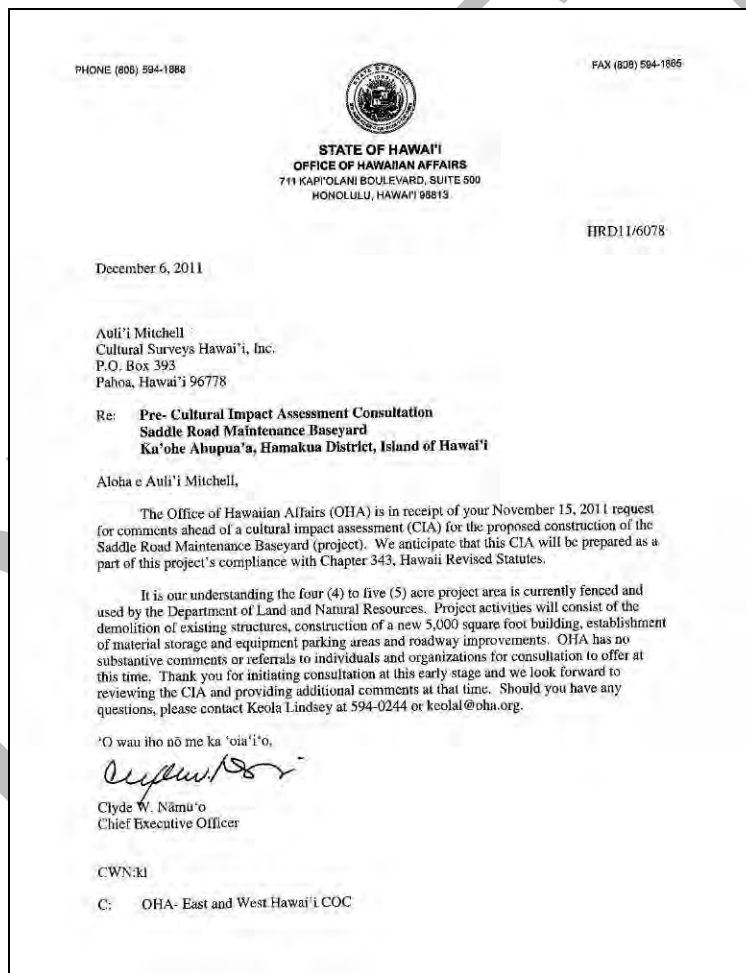 PHONE (808) 594-1888
FAX (808) 594-1865
STATE OF HAWAI'I
OFFICE OF HAWAIIAN AFFAIRS
711 KAPI'OLANI BOULEVARD, SUITE 500
HONOLULU, HAWAI'I 96813
HRD11/6078
December 6, 2011
Auli'i Mitchell
Cultural Surveys Hawai'i, Inc.
P.O. Box 393
Pahoa, Hawai'i 96778
Re: Pre- Cultural Impact Assessment Consultation
Saddle Road Maintenance Baseyard
Ka'ohe Ahupua'a, Hamakua District, Island of Hawai'i
Aloha e Auli'i Mitchell,
The Office of Hawaiian Affairs (OHA) is in receipt of your November 15, 2011 request
for comments ahead of a cultural impact assessment (CIA) for the proposed construction of the
Saddle Road Maintenance Baseyard (project). We anticipate that this CIA will be prepared as a
part of this project's compliance with Chapter 343, Hawaii Revised Statutes.
It is our understanding the four (4) to five (5) acre project area is currently fenced and
used by the Department of Land and Natural Resources. Project activities will consist of the
demolition of existing structures, construction of a new 5,000 square foot building, establishment
of material storage and equipment parking areas and roadway improvements. OHA has no
substantive comments or referrals to individuals and organizations for consultation to offer at
this time. Thank you for initiating consultation at this early stage and we look forward to
reviewing the CIA and providing additional comments at that time. Should you have any
questions, please contact Keola Lindsey at 594-0244 or keolal@oha.org.
'O wau iho nō me ka 'oia'i'o,
Clyde W. Nāmu'o
Chief Executive Officer
CWN:kl
C: OHA- East and West Hawai'i COC